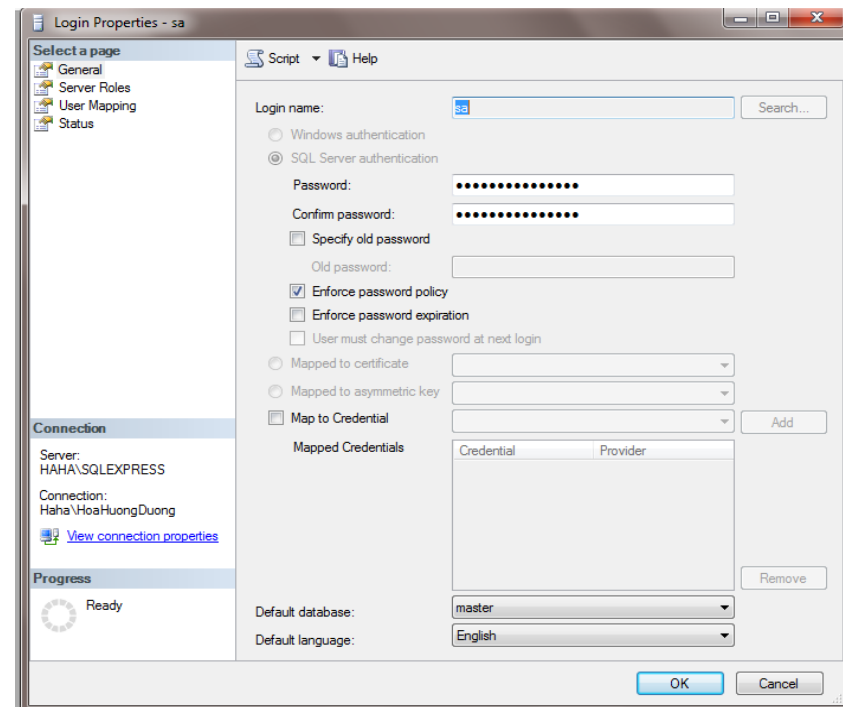 Login Properties - sa
Select a page
General
Server Roles
User Mapping
Status
Script
Help
Login name:
sa
Search...
Windows authentication
SQL Server authentication
Password:
●●●●●●●●●●●●●●●
Confirm password:
●●●●●●●●●●●●●●●
Specify old password
Old password:
Enforce password policy
Enforce password expiration
User must change password at next login
Mapped to certificate
Mapped to asymmetric key
Map to Credential
Add
Mapped Credentials
Credential Provider
Remove
Default database:
master
Default language:
English
Connection
Server:
HAHA\SQLEXPRESS
Connection:
Haha\HoaHuongDuong
View connection properties
Progress
Ready
OK
Cancel